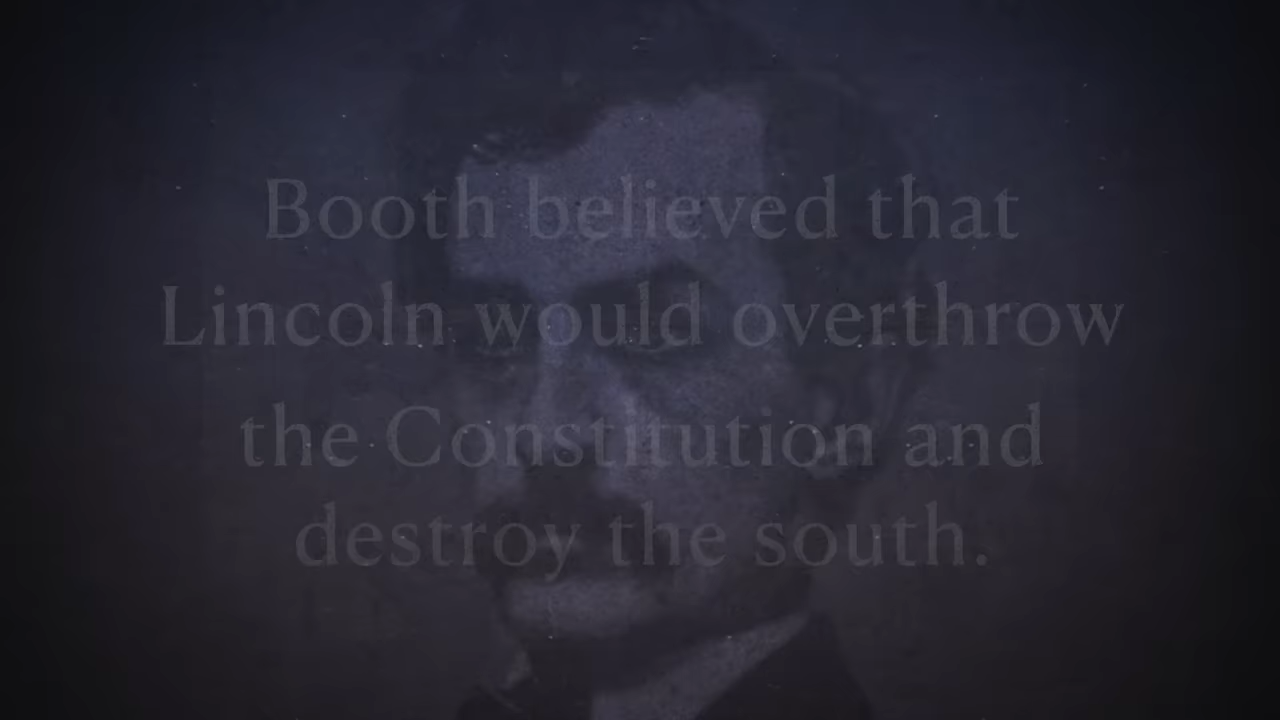 Booth believed that
Lincoln would overthrow
the Constitution and
destroy the south.